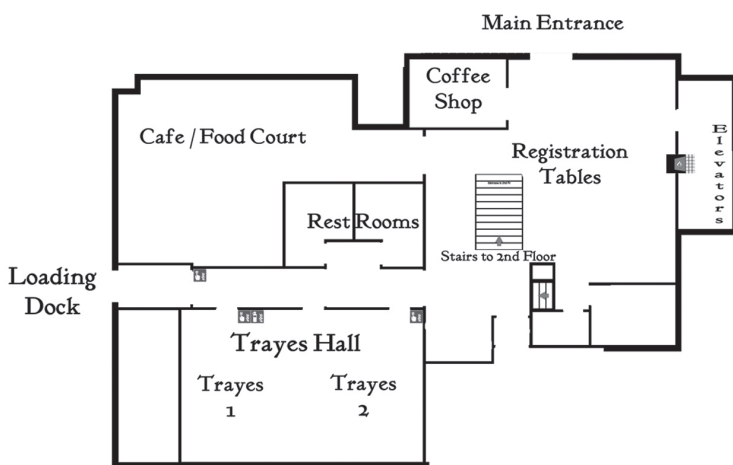 Main Entrance
Coffee
Shop
Cafe / Food Court
Elevators
Registration
Tables
Rest Rooms
Stairs to 2nd Floor
Loading
Dock
Trayes Hall
Trayes
1
Trayes
2